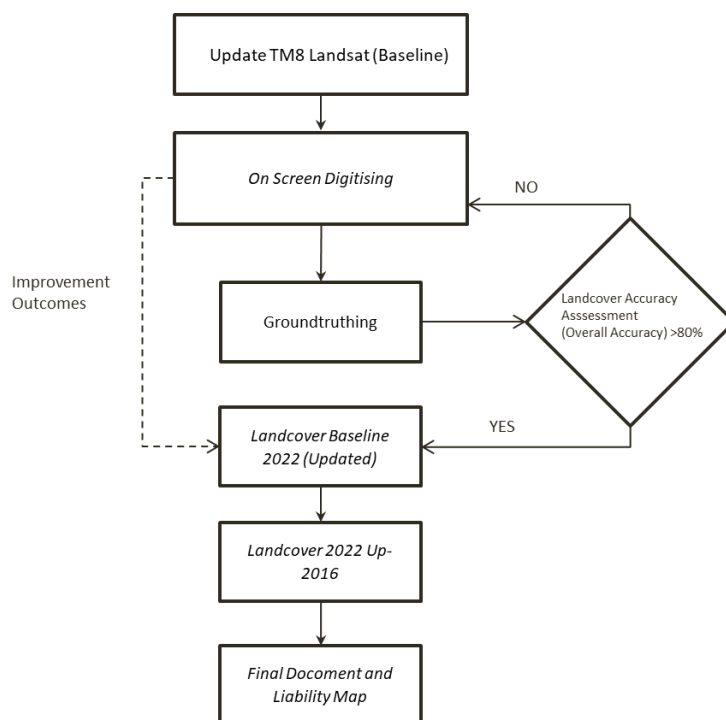 Update TM8 Landsat (Baseline)
On Screen Digitising
NO
Improvement
Outcomes
Groundtruthing
Landcover Accuracy
Asssessment
(Overall Accuracy) >80%
Landcover Baseline
2022 (Updated)
YES
Landcover 2022 Up-
2016
Final Docoment and
Liability Map